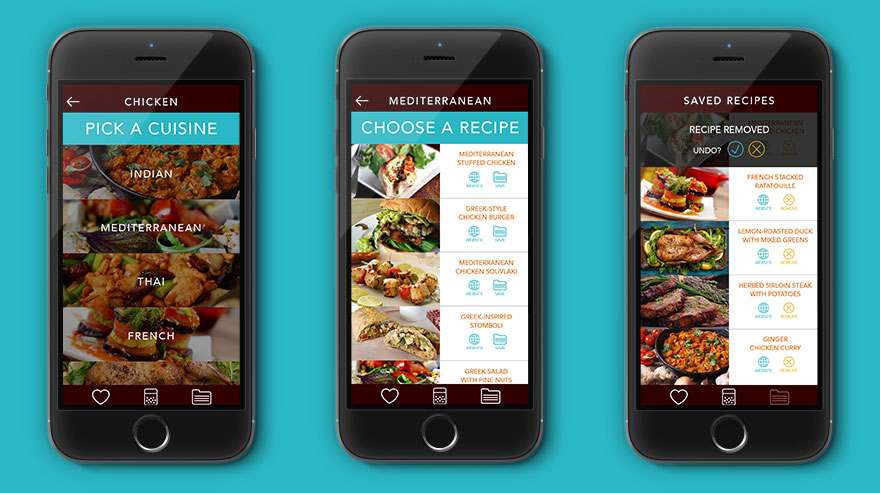 CHICKEN
PICK A CUISINE
INDIAN
MEDITERRANEAN
THAI
FRENCH
MEDITERRANEAN
CHOOSE A RECIPE
MEDITERRANEAN
STUFFED CHICKEN
WEBSITE
SAVE
GREEK-STYLE
CHICKEN BURGER
WEBSITE
SAVE
MEDITERRANEAN
CHICKEN SOUVLAKI
WEBSITE
SAVE
GREEK-INSPIRED
STOMBOLI
WEBSITE
SAVE
GREEK SALAD
WITH PINE NUTS
SAVED RECIPES
MEDITERRANEAN
STUFFED CHICKEN
RECIPE REMOVED
UNDO?
FRENCH STACKED
RATATOUILLE
WEBSITE
REMOVE
LEMON-ROASTED DUCK
WITH MIXED GREENS
WEBSITE
REMOVE
HERBED SIRLOIN STEAK
WITH POTATOES
WEBSITE
REMOVE
GINGER
CHICKEN CURRY
WEBSITE
REMOVE